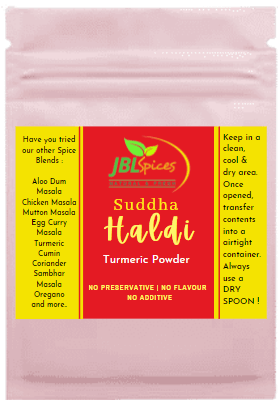 Have you tried
our other Spice
Blends :
Aloo Dum
Masala
Chicken Masala
Mutton Masala
Egg Curry
Masala
Turmeric
Cumin
Coriander
Sambhar
Masala
Oregano
and more..
JBLSpices
Suddha
Haldi
Turmeric Powder
NO PRESERVATIVE | NO FLAVOUR
NO ADDITIVE
Keep in a
clean,
cool &
dry area.
Once
opened,
transfer
contents
into a
airtight
container.
Always
use a
DRY
SPOON !